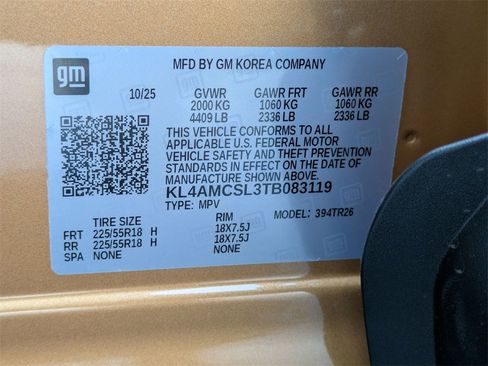 gm
MFD BY GM KOREA COMPANY
10/25 GVWR GAWR FRT GAWR RR
2000 KG 1060 KG 1060 KG
4409 LB 2336 LB 2336 LB
THIS VEHICLE CONFORMS TO ALL
APPLICABLE U.S. FEDERAL MOTOR
VEHICLE SAFETY AND THEFT PREVENTION
STANDARDS IN EFFECT ON THE DATE OF
MANUFACTURE SHOWN ABOVE.
KL4AMCSL3TB083119
TYPE: MPV MODEL: 394TR26
TIRE SIZE RIM
FRT 225/55R18 H 18X7.5J
RR 225/55R18 H 18X7.5J
SPA NONE NONE